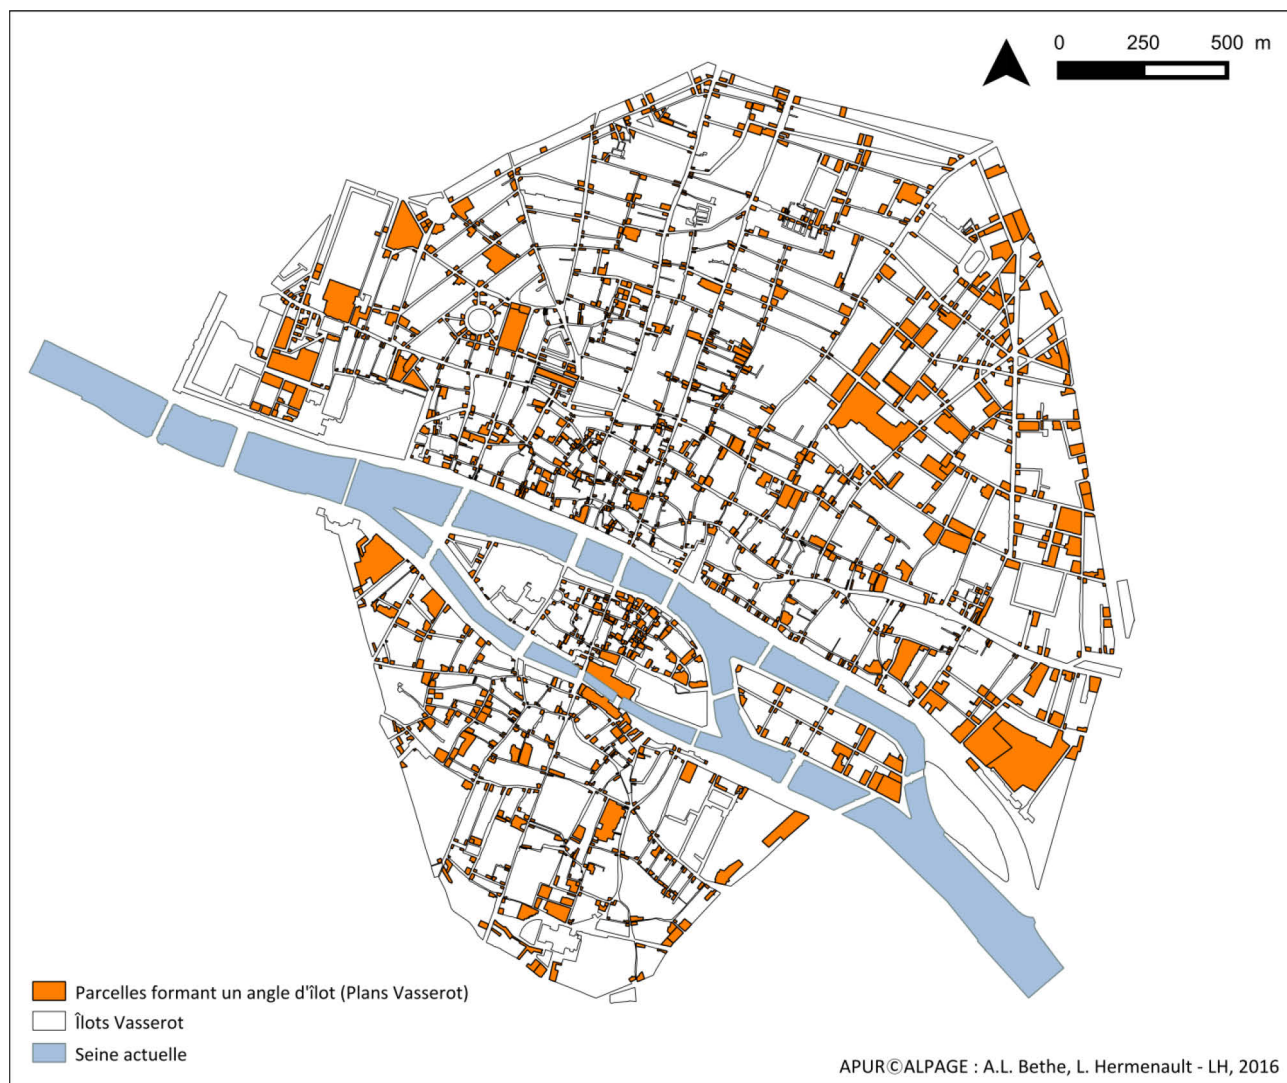 0 250 500 m
Parcelles formant un angle d'îlot (Plans Vasserot)
Îlots Vasserot
Seine actuelle
APUR©ALPAGE : A.L. Bethe, L. Hermenault - LH, 2016